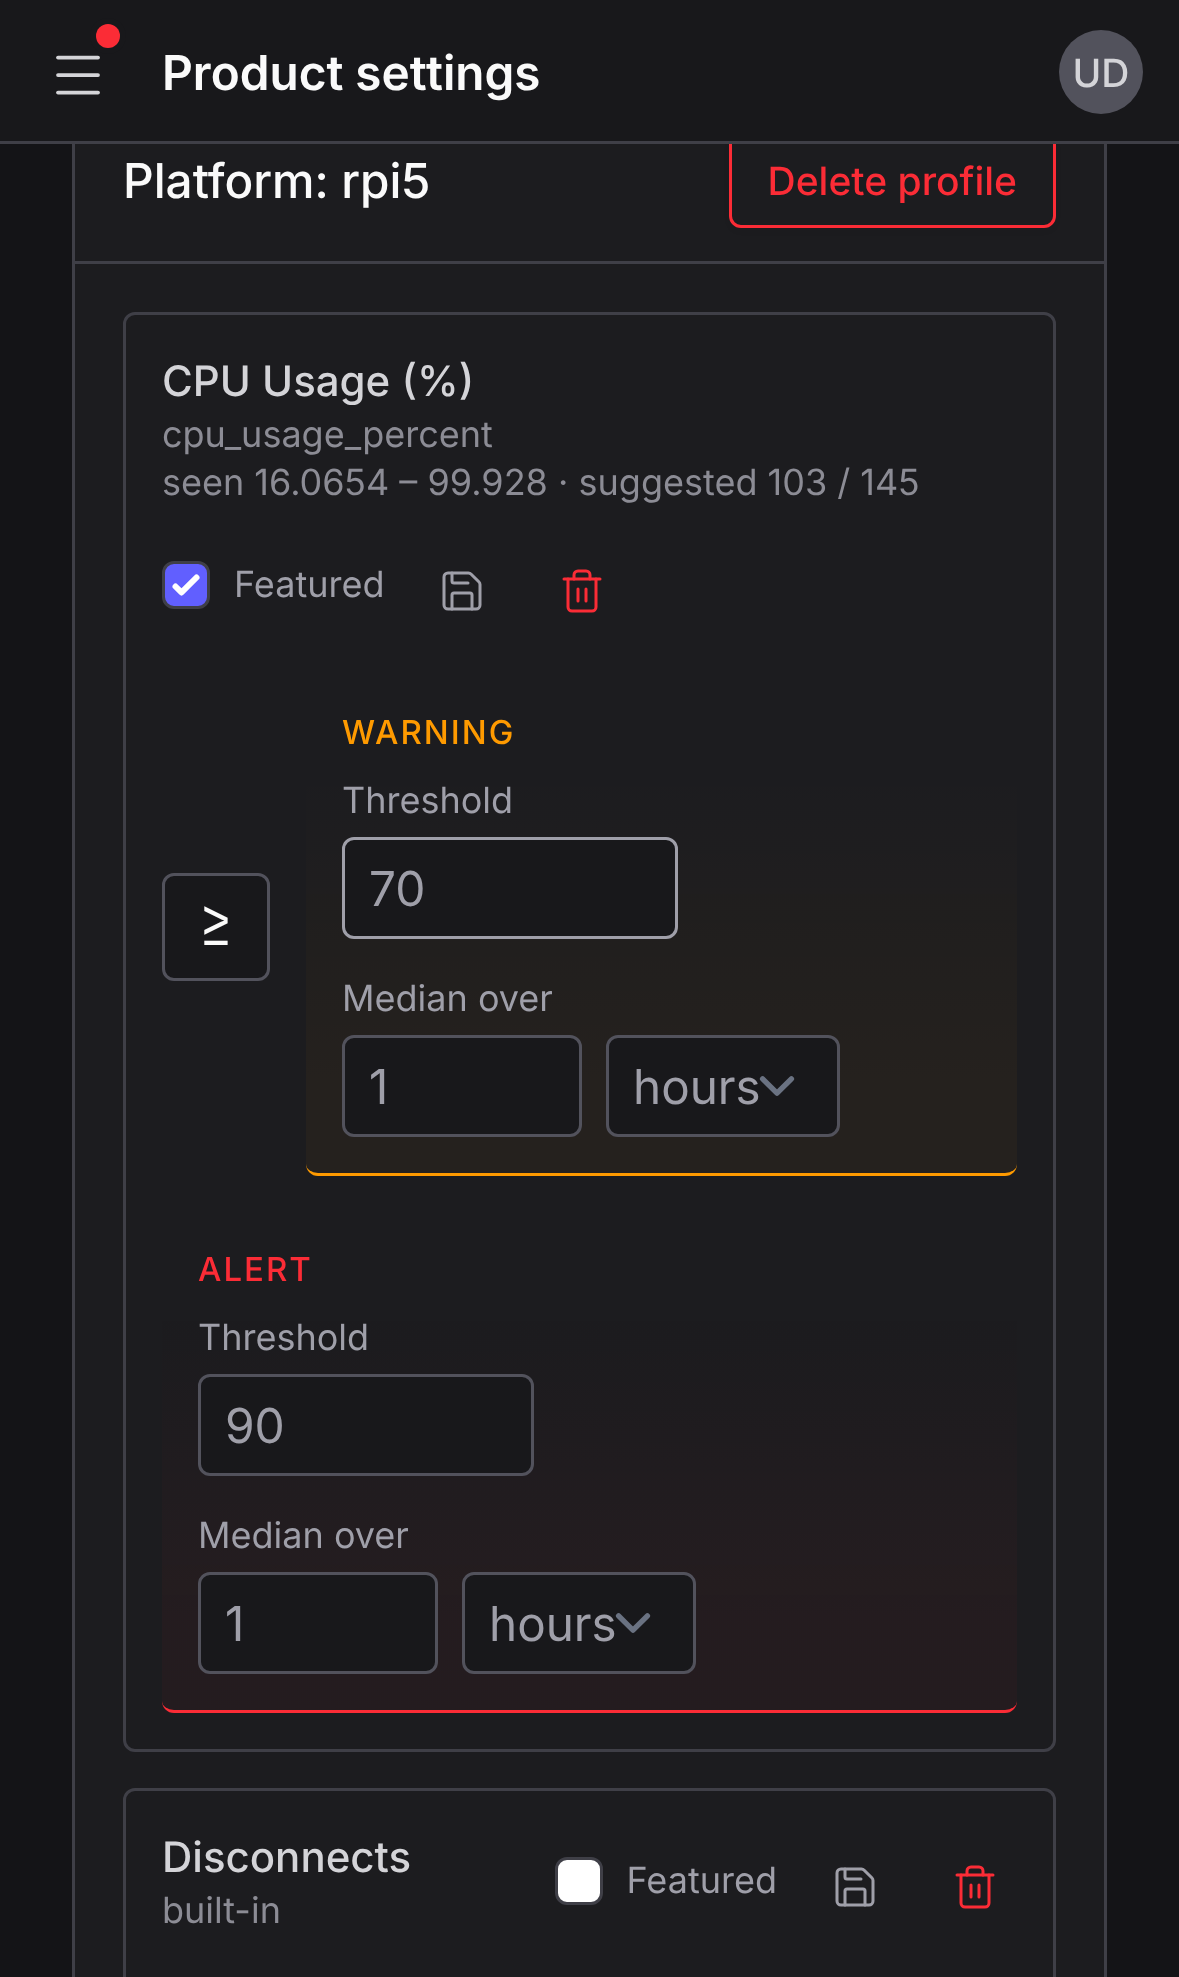 Product settings
UD
Platform: rpi5
Delete profile
CPU Usage (%)
cpu_usage_percent
seen 16.0654 – 99.928 · suggested 103 / 145
Featured
WARNING
Threshold
≥
70
Median over
1
hours
ALERT
Threshold
90
Median over
1
hours
Disconnects
Featured
built-in